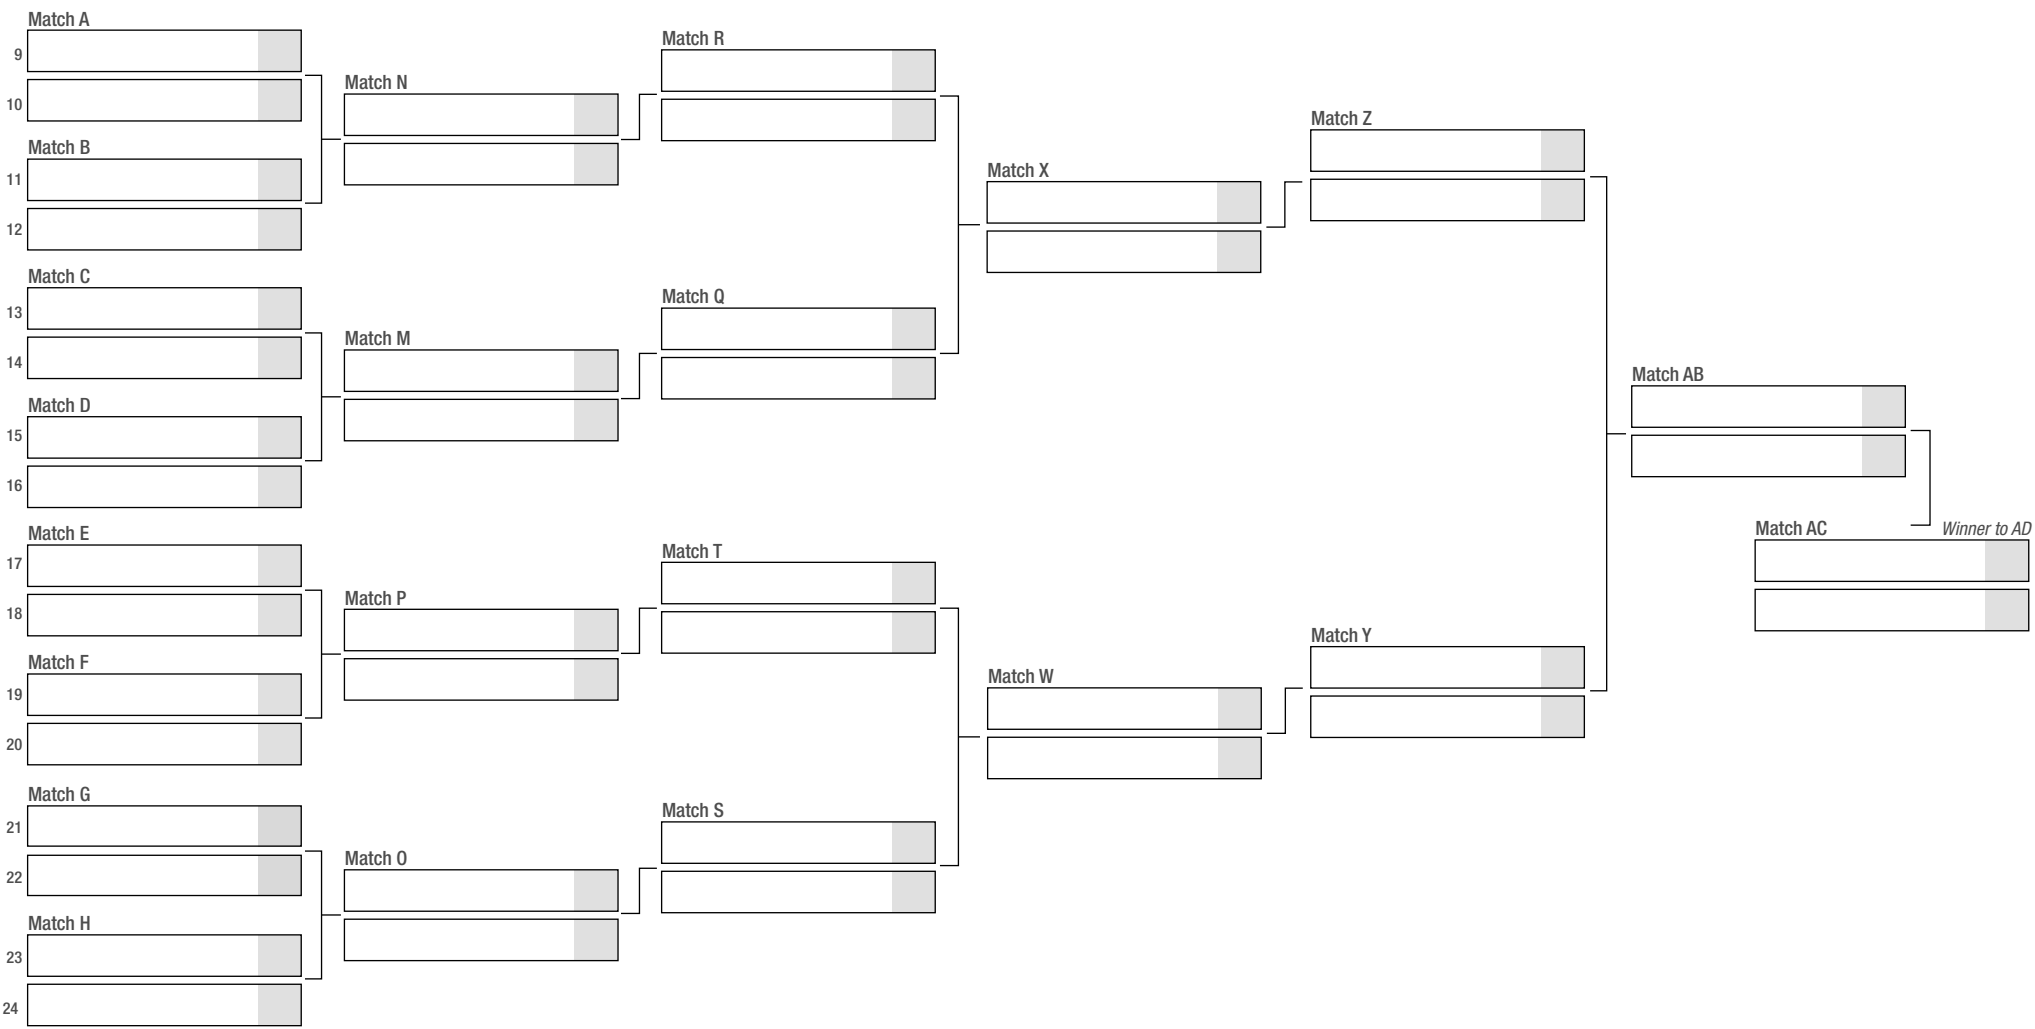 Match A
9
10
Match B
11
12
Match C
13
14
Match D
15
16
Match E
17
18
Match F
19
20
Match G
21
22
Match H
23
24
Match N
Match M
Match P
Match O
Match R
Match Q
Match T
Match S
Match X
Match W
Match Z
Match Y
Match AB
Match AC
Winner to AD